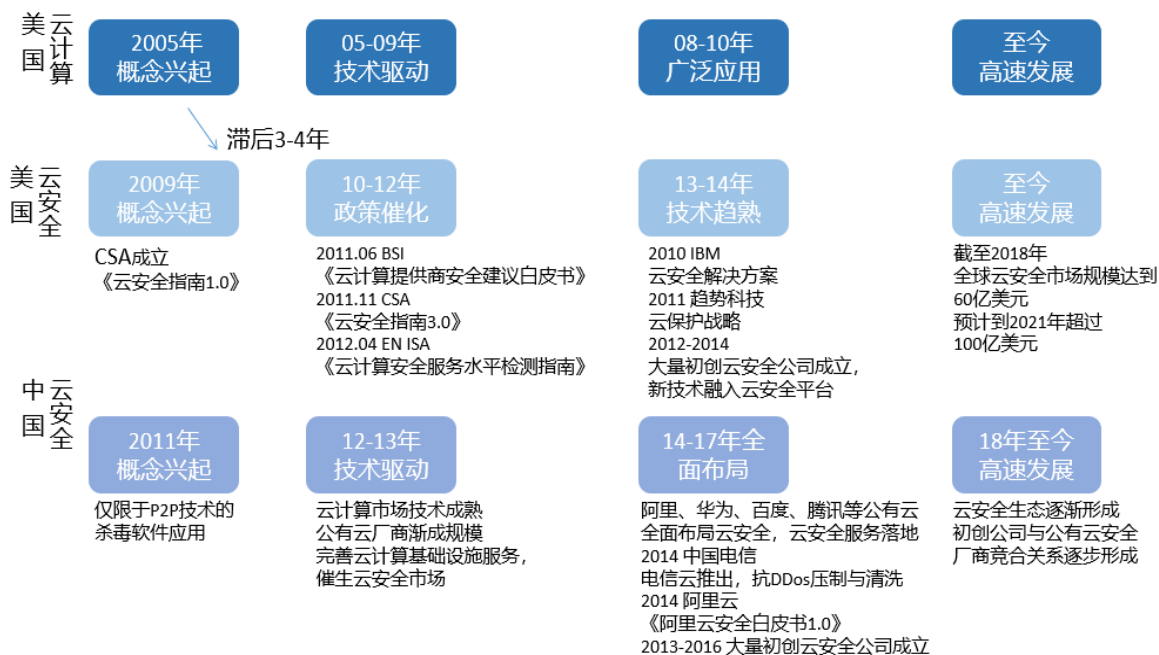 美国
云计算
2005年
概念兴起
05-09年
技术驱动
08-10年
广泛应用
至今
高速发展
滞后3-4年
美国
云安全
2009年
概念兴起
10-12年
政策催化
13-14年
技术趋熟
至今
高速发展
CSA成立
《云安全指南1.0》
2011.06 BSI
《云计算提供商安全建议白皮书》
2011.11 CSA
《云安全指南3.0》
2012.04 EN ISA
《云计算安全服务水平检测指南》
2010 IBM
云安全解决方案
2011 趋势科技
云保护战略
2012-2014
大量初创云安全公司成立，
新技术融入云安全平台
截至2018年
全球云安全市场规模达到
60亿美元
预计到2021年超过
100亿美元
中国
云安全
2011年
概念兴起
12-13年
技术驱动
14-17年全
面布局
18年至今
高速发展
仅限于P2P技术的
杀毒软件应用
云计算市场技术成熟
公有云厂商渐成规模
完善云计算基础设施服务，
催生云安全市场
阿里、华为、百度、腾讯等公有云
全面布局云安全，云安全服务落地
2014 中国电信
电信云推出，抗DDos压制与清洗
2014 阿里云
《阿里云安全白皮书1.0》
2013-2016 大量初创云安全公司成立
云安全生态逐渐形成
初创公司与公有云安全
厂商竞合关系逐步形成